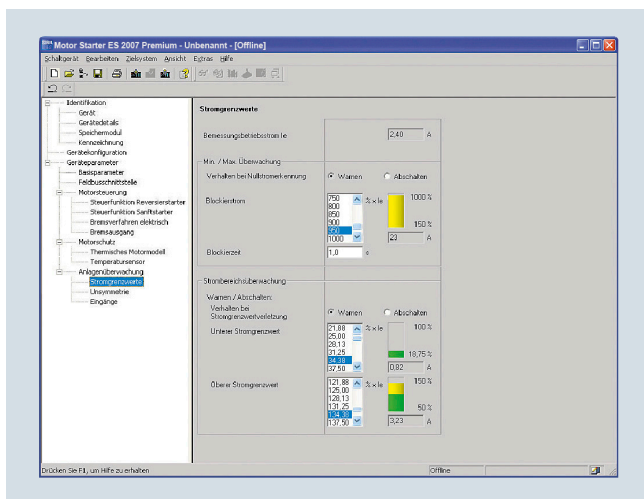 Motor Starter ES 2007 Premium - Unbenannt - [Offline]
Schaltgerät Bearbeiten Zielsystem Ansicht Extras Hilfe
Identifikation
Gerät
Gerätedetails
Speichermodul
Kennzeichnung
Gerätekonfiguration
Geräteparameter
Basisparameter
Feldbusschnittstelle
Motorsteuerung
Steuerfunktion Reversierstarter
Steuerfunktion Sanftstarter
Bremsverfahren elektrisch
Bremsausgang
Motorschutz
Thermisches Motormodell
Temperatursensor
Anlagenüberwachung
Stromgrenzwerte
Unsymmetrie
Eingänge
Stromgrenzwerte
Bemessungsbetriebsstrom Ie 2,40 A
Min. / Max. Überwachung
Verhalten bei Nullstromerkennung Warnen Abschalten
Blockierstrom
750
800
850
900
950
1000
% x Ie
1000 %
150 %
23 A
Blockierzeit 1,0 s
Strombereichsüberwachung
Warnen / Abschalten:
Verhalten bei
Stromgrenzwertverletzung Warnen Abschalten
Unterer Stromgrenzwert
21,88
25,00
28,13
31,25
34,38
37,50
% x Ie
100 %
18,75 %
0,82 A
Oberer Stromgrenzwert
121,88
125,00
128,13
131,25
134,38
137,50
% x Ie
150 %
50 %
3,23 A
Drücken Sie F1, um Hilfe zu erhalten
Offline